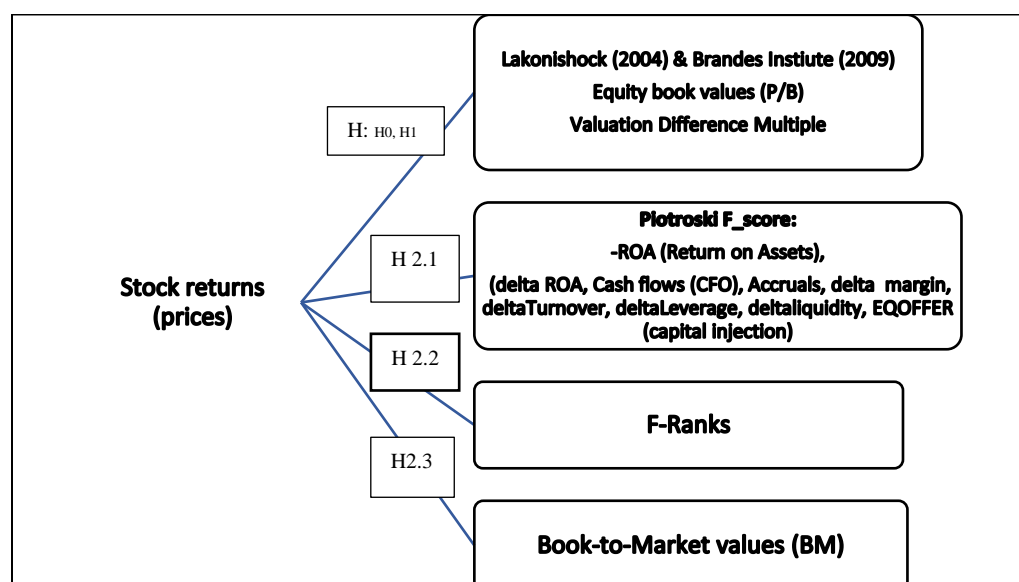 Lakonishock (2004) & Brandes Instiute (2009)
Equity book values (P/B)
Valuation Difference Multiple
H: H0, H1
Piotroski F_score:
-ROA (Return on Assets),
(delta ROA, Cash flows (CFO), Accruals, delta margin,
deltaTurnover, deltaLeverage, deltaliquidity, EQOFFER
(capital injection)
H 2.1
Stock returns
(prices)
H 2.2
F-Ranks
H2.3
Book-to-Market values (BM)